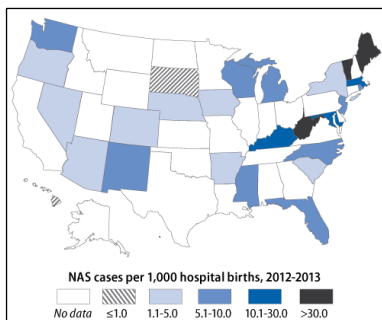 NAS cases per 1,000 hospital births, 2012-2013
No data ≤1.0 1.1-5.0 5.1-10.0 10.1-30.0 >30.0